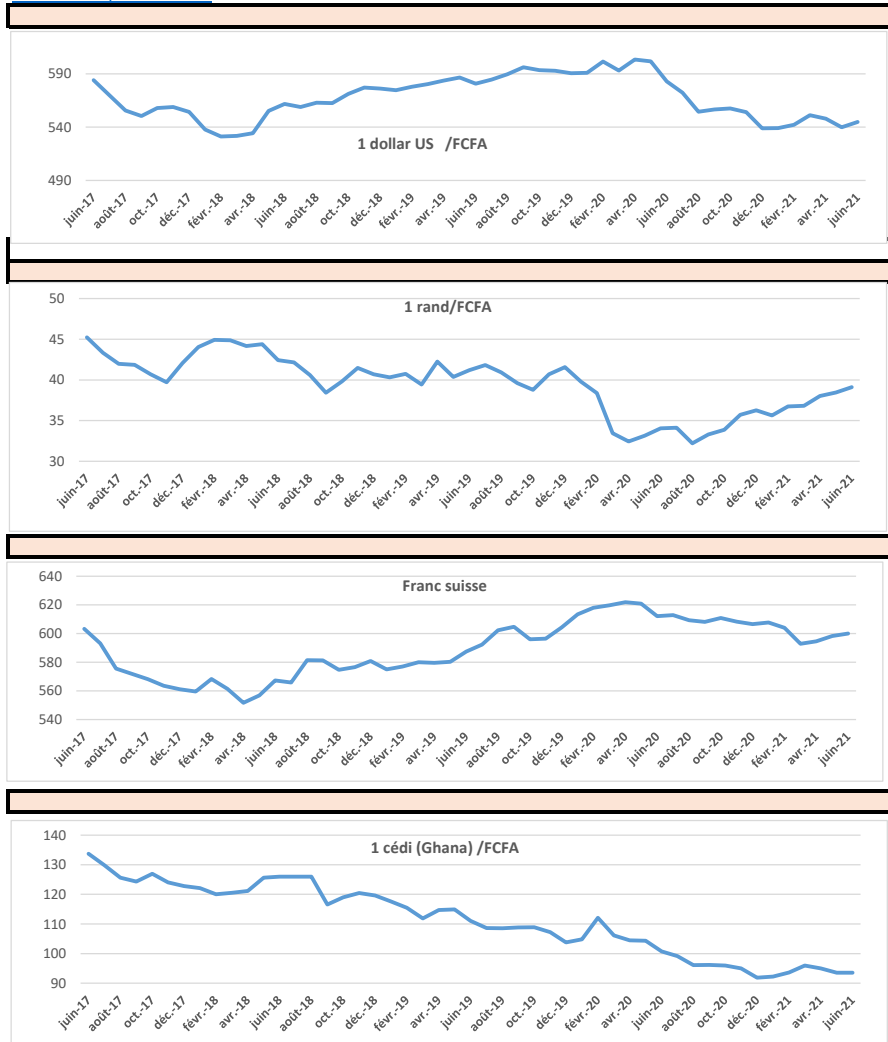 590
540
490
1 dollar US /FCFA
juin-17 août-17 oct.-17 déc.-17 févr.-18 avr.-18 juin-18 août-18 oct.-18 déc.-18 févr.-19 avr.-19 juin-19 août-19 oct.-19 déc.-19 févr.-20 avr.-20 juin-20 août-20 oct.-20 déc.-20 févr.-21 avr.-21 juin-21
1 rand/FCFA
50
45
40
35
30
juin-17 août-17 oct.-17 déc.-17 févr.-18 avr.-18 juin-18 août-18 oct.-18 déc.-18 févr.-19 avr.-19 juin-19 août-19 oct.-19 déc.-19 févr.-20 avr.-20 juin-20 août-20 oct.-20 déc.-20 févr.-21 avr.-21 juin-21
Franc suisse
640
620
600
580
560
540
juin-17 août-17 oct.-17 déc.-17 févr.-18 avr.-18 juin-18 août-18 oct.-18 déc.-18 févr.-19 avr.-19 juin-19 août-19 oct.-19 déc.-19 févr.-20 avr.-20 juin-20 août-20 oct.-20 déc.-20 févr.-21 avr.-21 juin-21
1 cédi (Ghana) /FCFA
140
130
120
110
100
90
juin-17 août-17 oct.-17 déc.-17 févr.-18 avr.-18 juin-18 août-18 oct.-18 déc.-18 févr.-19 avr.-19 juin-19 août-19 oct.-19 déc.-19 févr.-20 avr.-20 juin-20 août-20 oct.-20 déc.-20 févr.-21 avr.-21 juin-21